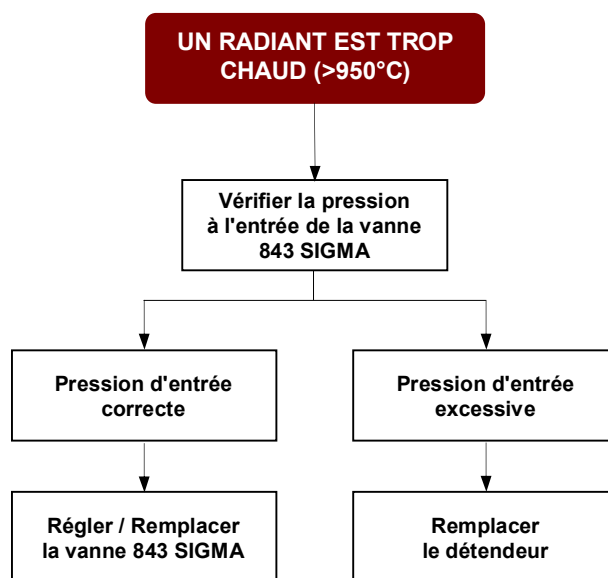 UN RADIANT EST TROP
CHAUD (>950°C)
Vérifier la pression
à l'entrée de la vanne
843 SIGMA
Pression d'entrée
correcte
Pression d'entrée
excessive
Régler / Remplacer
la vanne 843 SIGMA
Remplacer
le détendeur